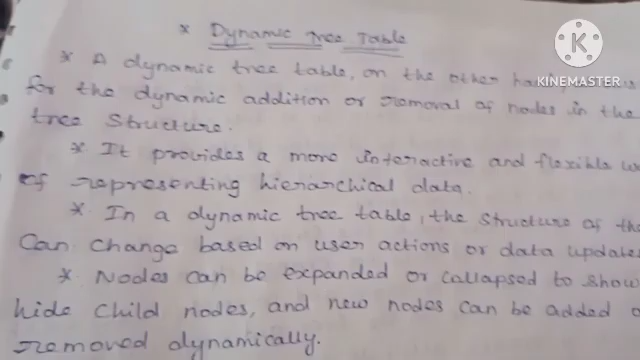 * Dynamic Tree Table
* A dynamic tree table, on the other
KINEMASTER
for the dynamic addition or removal of nodes in the
tree structure.
* It provides a more interactive and flexible
of representing hierarchical data.
* In a dynamic tree table, the structure of the
Can change based on user actions or data updates
* Nodes can be expanded or collapsed to show
hide child nodes, and new nodes can be added
removed dynamically.